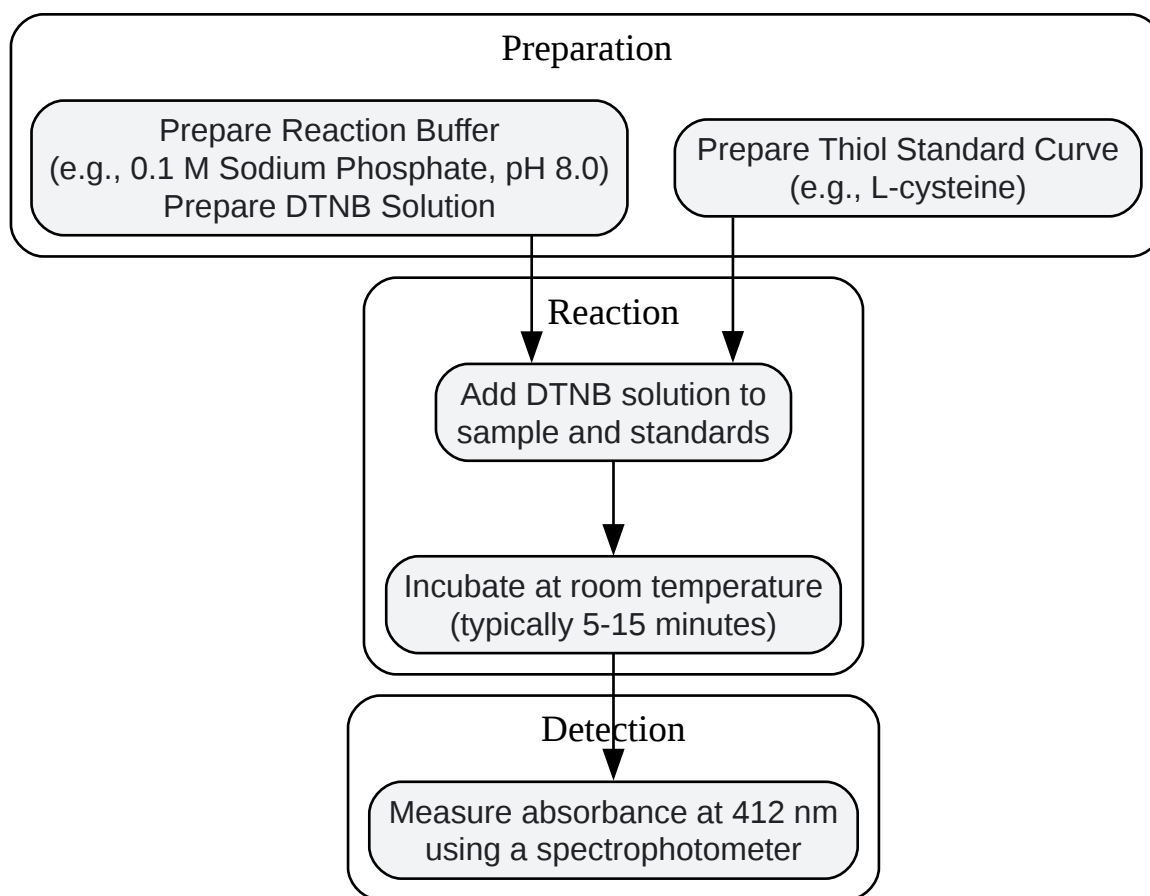 Preparation
Prepare Reaction Buffer
(e.g., 0.1 M Sodium Phosphate, pH 8.0)
Prepare DTNB Solution
Prepare Thiol Standard Curve
(e.g., L-cysteine)
Reaction
Add DTNB solution to
sample and standards
Incubate at room temperature
(typically 5-15 minutes)
Detection
Measure absorbance at 412 nm
using a spectrophotometer